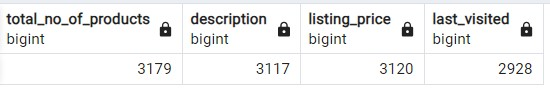 total_no_of_products description listing_price last_visited
bigint bigint bigint bigint
3179 3117 3120 2928